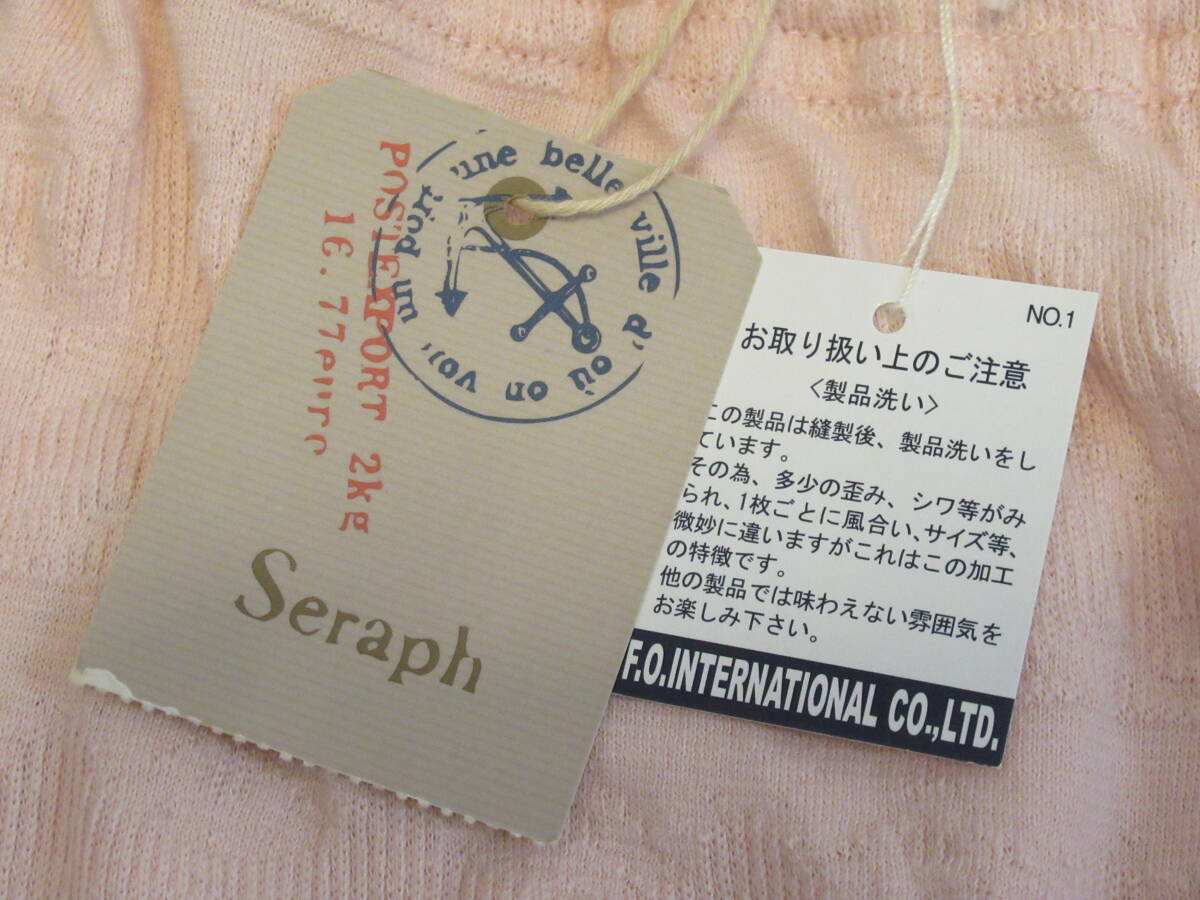 un port une belle ville d'où on voi,
POSTEXPORT 2kg
16.77euro
Seraph
NO.1
お取り扱い上のご注意
〈製品洗い〉
この製品は縫製後、製品洗いをし
ています。
その為、多少の歪み、シワ等がみ
られ、1枚ごとに風合い、サイズ等、
微妙に違いますがこれはこの加工
の特徴です。
他の製品では味わえない雰囲気を
お楽しみ下さい。
F.O.INTERNATIONAL CO.,LTD.